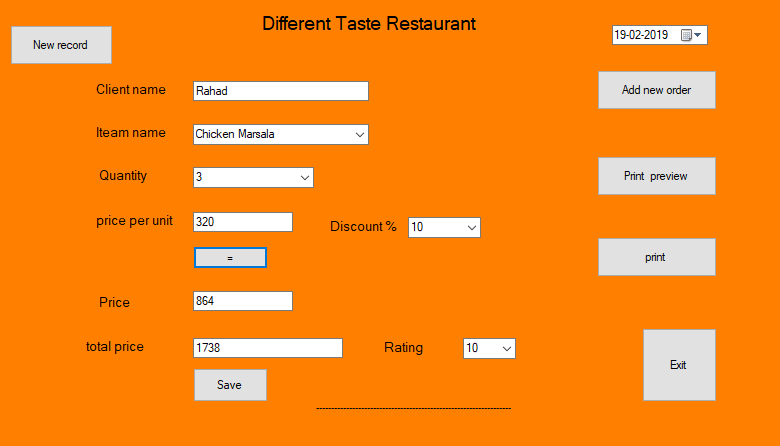 Different Taste Restaurant
New record
19-02-2019
Client name Rahad
Add new order
Iteam name Chicken Marsala
Quantity 3
Print preview
price per unit 320
Discount % 10
=
print
Price 864
total price 1738
Rating 10
Exit
Save